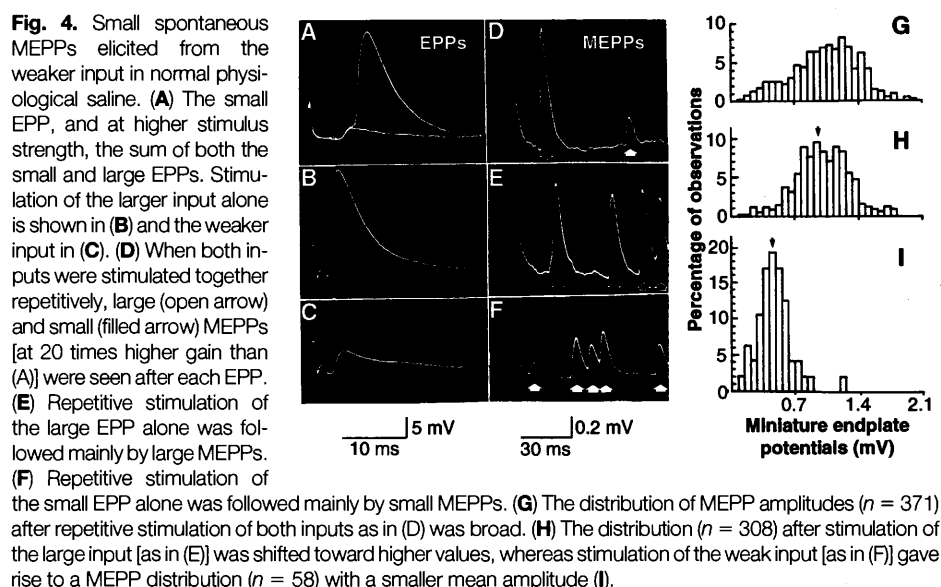 Fig. 4. Small spontaneous
MEPPs elicited from the
weaker input in normal physi-
ological saline. (A) The small
EPP, and at higher stimulus
strength, the sum of both the
small and large EPPs. Stimu-
lation of the larger input alone
is shown in (B) and the weaker
input in (C). (D) When both in-
puts were stimulated together
repetitively, large (open arrow)
and small (filled arrow) MEPPs
[at 20 times higher gain than
(A)] were seen after each EPP.
(E) Repetitive stimulation of
the large EPP alone was fol-
lowed mainly by large MEPPs.
(F) Repetitive stimulation of
the small EPP alone was followed mainly by small MEPPs. (G) The distribution of MEPP amplitudes (n = 371)
after repetitive stimulation of both inputs as in (D) was broad. (H) The distribution (n = 308) after stimulation of
the large input [as in (E)] was shifted toward higher values, whereas stimulation of the weak input [as in (F)] gave
rise to a MEPP distribution (n = 58) with a smaller mean amplitude (I).
A EPPs
B
C
5 mV
10 ms
D MEPPs
E
F
0.2 mV
30 ms
Percentage of observations
10
5
0
G
10
5
0
H
20
15
10
5
0
I
0.7 1.4 2.1
Miniature endplate
potentials (mV)